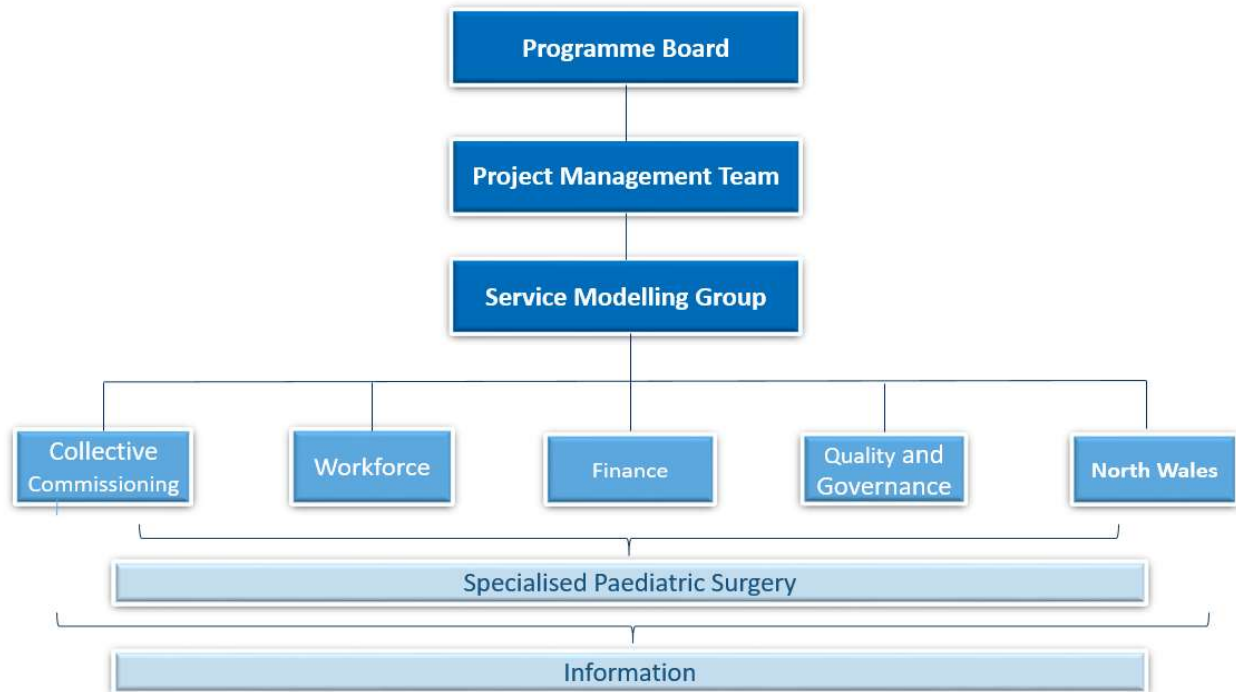 Programme Board
Project Management Team
Service Modelling Group
Collective
Commissioning
Workforce
Finance
Quality and
Governance
North Wales
Specialised Paediatric Surgery
Information